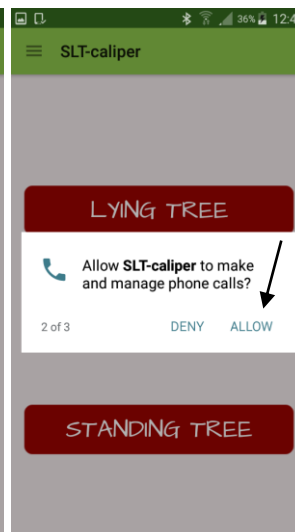 36% 12:4
SLT-caliper
LYING TREE
Allow SLT-caliper to make
and manage phone calls?
2 of 3 DENY ALLOW
STANDING TREE